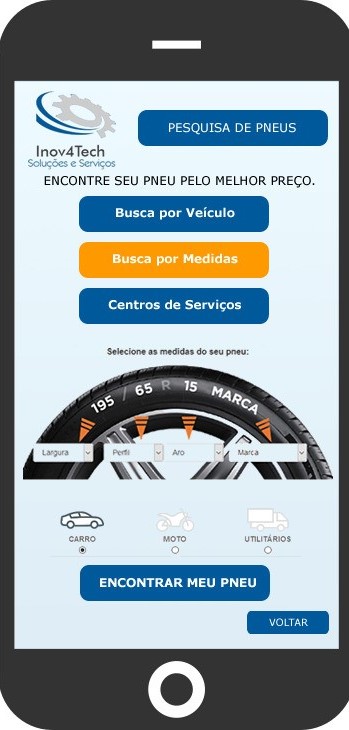 Inov4Tech
Soluções e Serviços
PESQUISA DE PNEUS
ENCONTRE SEU PNEU PELO MELHOR PREÇO.
Busca por Veículo
Busca por Medidas
Centros de Serviços
Selecione as medidas do seu pneu:
195 / 65 R 15 MARCA
Largura Perfil Aro Marca
CARRO MOTO UTILITÁRIOS
ENCONTRAR MEU PNEU
VOLTAR